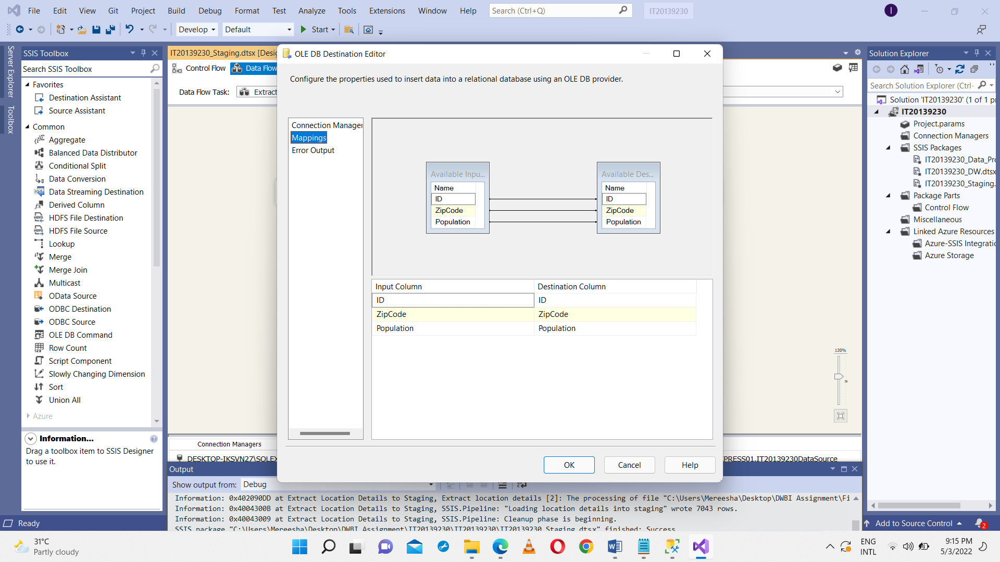 File Edit View Git Project Build Debug Format Test Analyze Tools Extensions Window Help Search (Ctrl+Q) IT20139230 I
Develop Default Start
Server Explorer
Toolbox
SSIS Toolbox
Search SSIS Toolbox
Favorites
Destination Assistant
Source Assistant
Common
Aggregate
Balanced Data Distributor
Conditional Split
Data Conversion
Data Streaming Destination
Derived Column
HDFS File Destination
HDFS File Source
Lookup
Merge
Merge Join
Multicast
OData Source
ODBC Destination
ODBC Source
OLE DB Command
Row Count
Script Component
Slowly Changing Dimension
Sort
Union All
Azure
Information...
Drag a toolbox item to SSIS Designer
to use it.
IT20139230_Staging.dtsx [Desig
Control Flow Data Flow
Data Flow Task: Extract
OLE DB Destination Editor
Configure the properties used to insert data into a relational database using an OLE DB provider.
Connection Manager
Mappings
Error Output
Available Inpu...
Name
ID
ZipCode
Population
Available Des...
Name
ID
ZipCode
Population
Input Column Destination Column
ID ID
ZipCode ZipCode
Population Population
OK Cancel Help
120%
Connection Managers
DESKTOP-IKSVN27\SQLEX
PRESS01.IT20139230DataSource
Output
Show output from: Debug
Information: 0x402090DD at Extract Location Details to Staging, Extract location details [2]: The processing of file "C:\Users\Mereesha\Desktop\DWBI Assignment\Fi
Information: 0x4004300B at Extract Location Details to Staging, SSIS.Pipeline: "Loading location details into staging" wrote 7043 rows.
Information: 0x40043009 at Extract Location Details to Staging, SSIS.Pipeline: Cleanup phase is beginning.
SSIS package "C:\Users\Mereesha\Desktop\DWBI Assignment\IT20139230\IT20139230\IT20139230_Staging.dtsx" finished: Success.
Solution Explorer
Search Solution Explorer (Ctrl-
Solution 'IT20139230' (1 of 1 pr
IT20139230
Project.params
Connection Managers
SSIS Packages
IT20139230_Data_Pro
IT20139230_DW.dtsx
IT20139230_Staging.
Package Parts
Control Flow
Miscellaneous
Linked Azure Resources
Azure-SSIS Integratio
Azure Storage
Ready
Add to Source Control 2
31°C
Partly cloudy
ENG
INTL
9:15 PM
5/3/2022